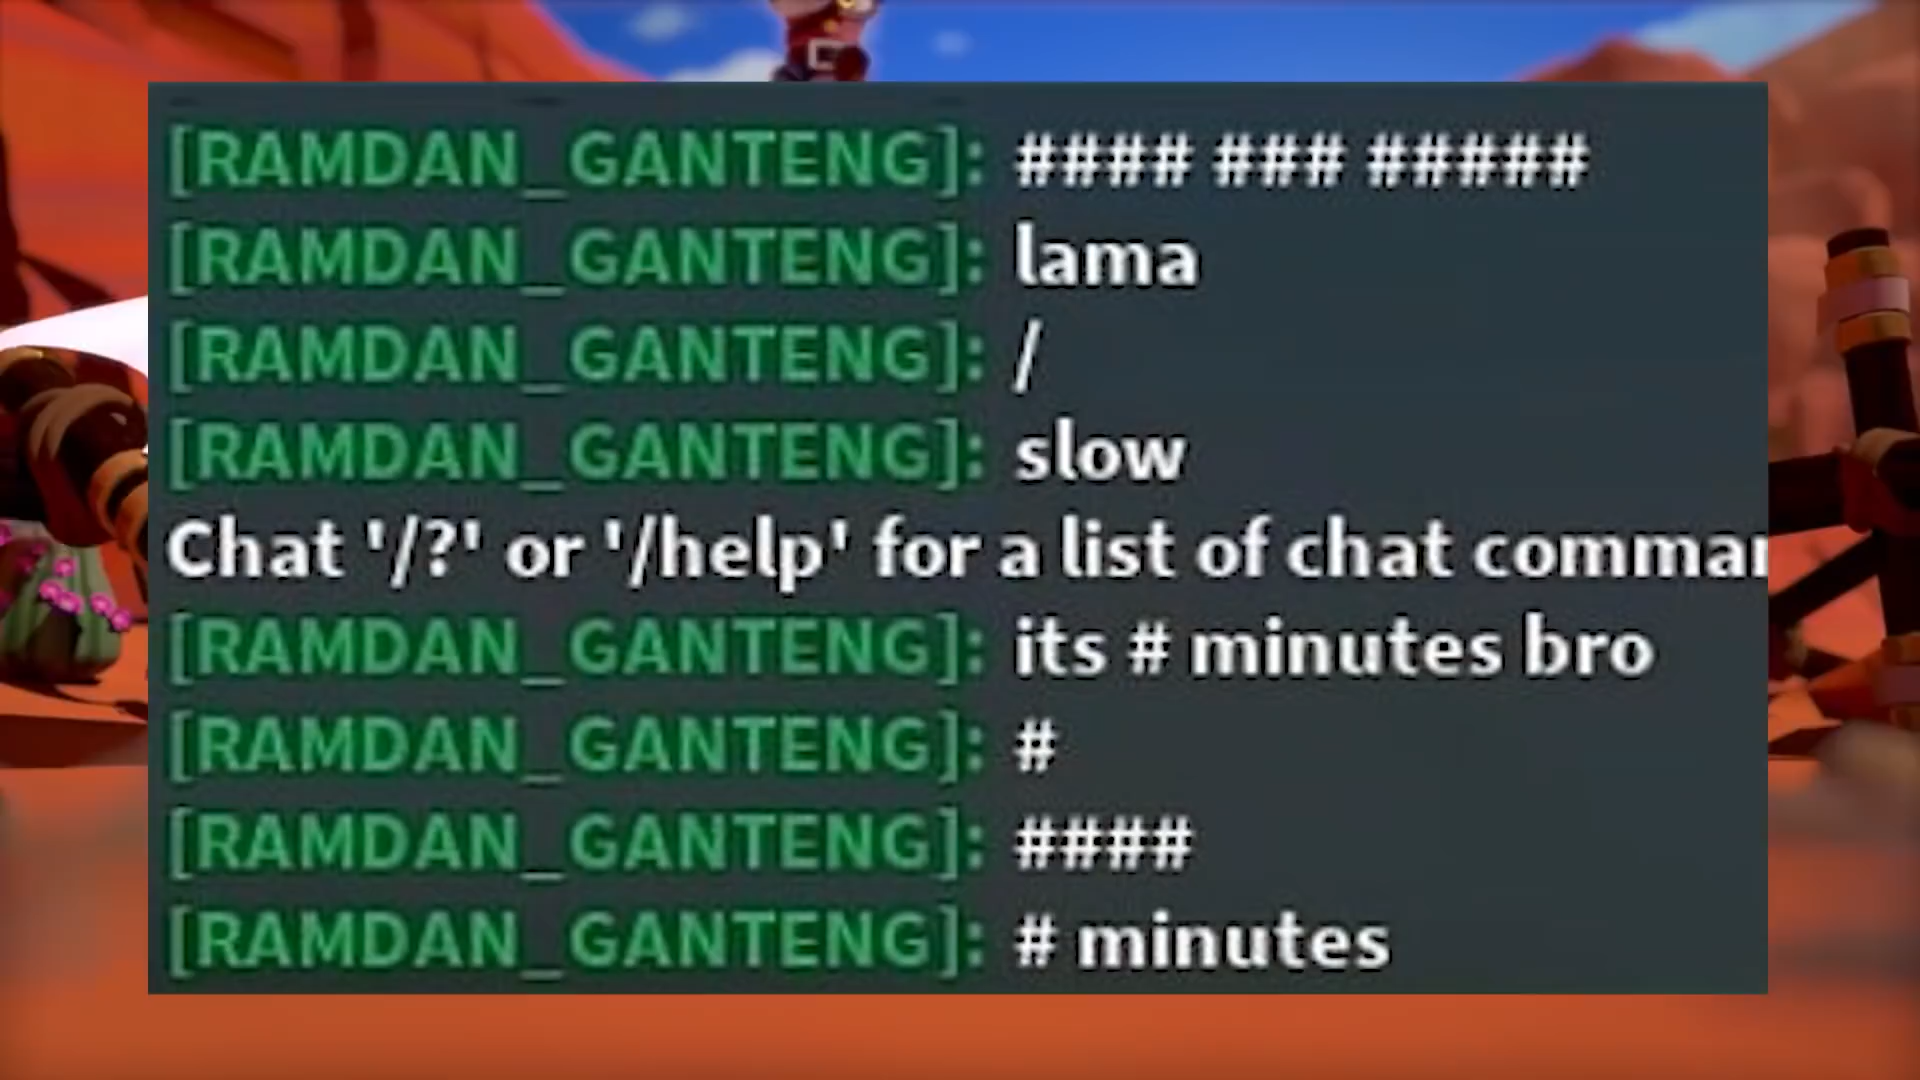 [RAMDAN_GANTENG]: #### ### #####
[RAMDAN_GANTENG]: lama
[RAMDAN_GANTENG]: /
[RAMDAN_GANTENG]: slow
Chat '/?' or '/help' for a list of chat comman
[RAMDAN_GANTENG]: its # minutes bro
[RAMDAN_GANTENG]: #
[RAMDAN_GANTENG]: ####
[RAMDAN_GANTENG]: # minutes